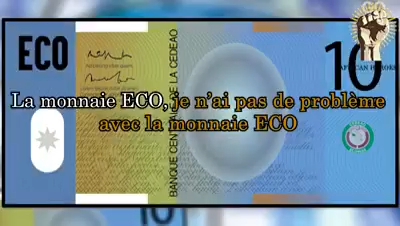 ECO
10
AFRICAN HEROES
La monnaie ECO, je n'ai pas de problème
avec la monnaie ECO
BANQUE CENTRALE DE LA CEDEAO
10